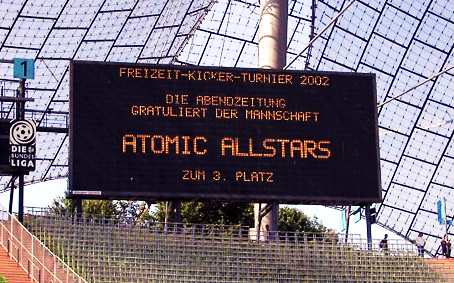 FREIZEIT-KICKER-TURNIER 2002
DIE ABENDZEITUNG
GRATULIERT DER MANNSCHAFT
ATOMIC ALLSTARS
ZUM 3. PLATZ
1
DIE
BUNDES
LIGA